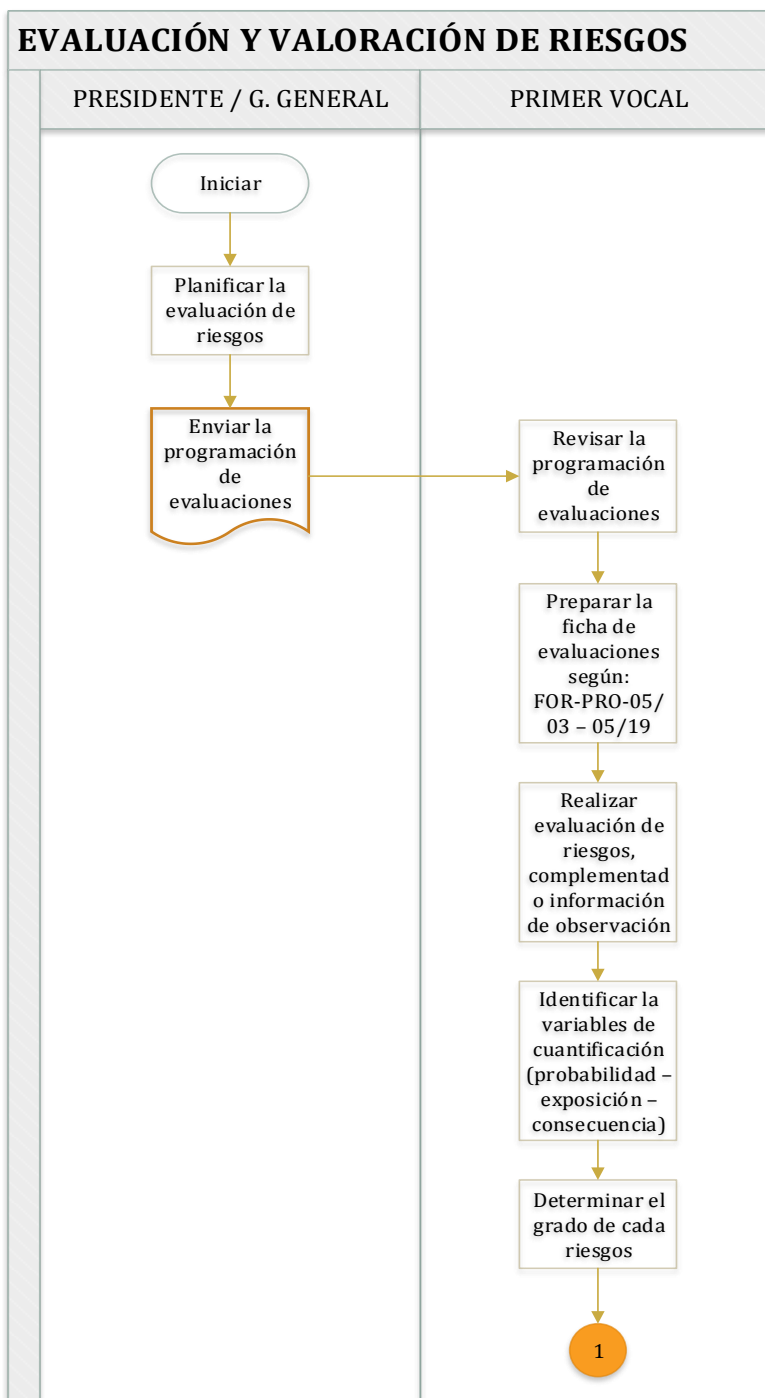 EVALUACIÓN Y VALORACIÓN DE RIESGOS
PRESIDENTE / G. GENERAL
PRIMER VOCAL
Iniciar
Planificar la
evaluación de
riesgos
Enviar la
programación
de
evaluaciones
Revisar la
programación
de
evaluaciones
Preparar la
ficha de
evaluaciones
según:
FOR-PRO-05/
03 – 05/19
Realizar
evaluación de
riesgos,
complementad
o información
de observación
Identificar la
variables de
cuantificación
(probabilidad –
exposición –
consecuencia)
Determinar el
grado de cada
riesgos
1